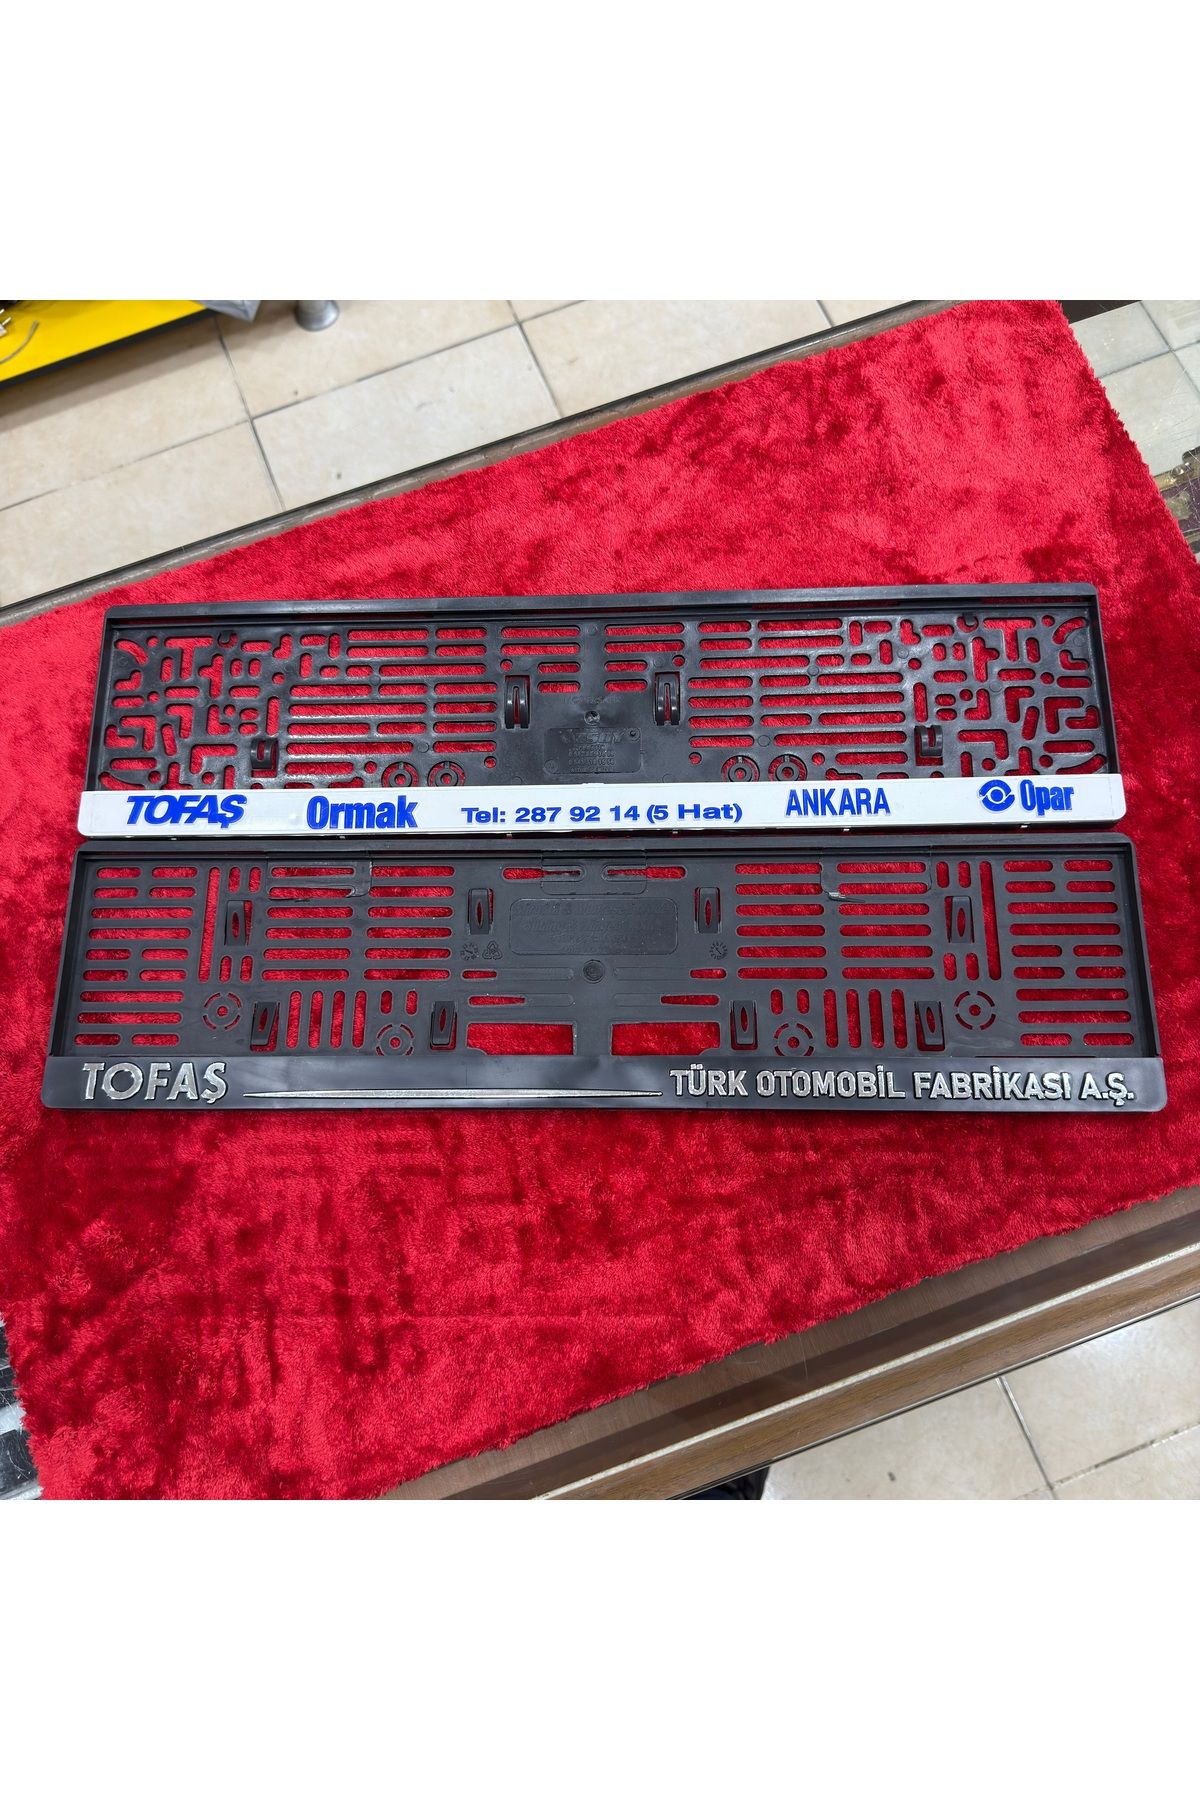 TOFAŞ Ormak Tel: 287 92 14 (5 Hat) ANKARA Opar
TOFAŞ TÜRK OTOMOBİL FABRİKASI A.Ş.